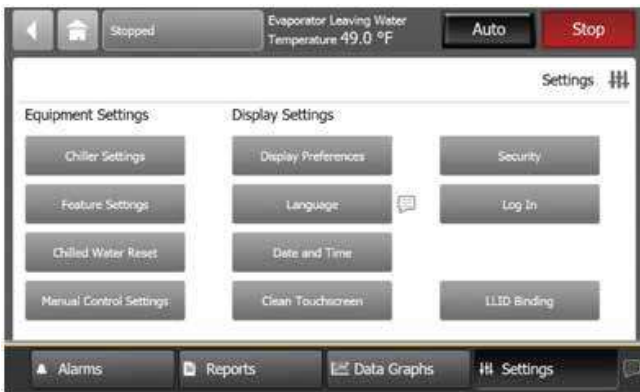 Stopped
Evaporator Leaving Water
Temperature 49.0 °F
Auto
Stop
Settings
Equipment Settings
Display Settings
Chiller Settings
Display Preferences
Security
Feature Settings
Language
Log In
Chilled Water Reset
Date and Time
Manual Control Settings
Clean Touchscreen
LLID Binding
Alarms
Reports
Data Graphs
Settings